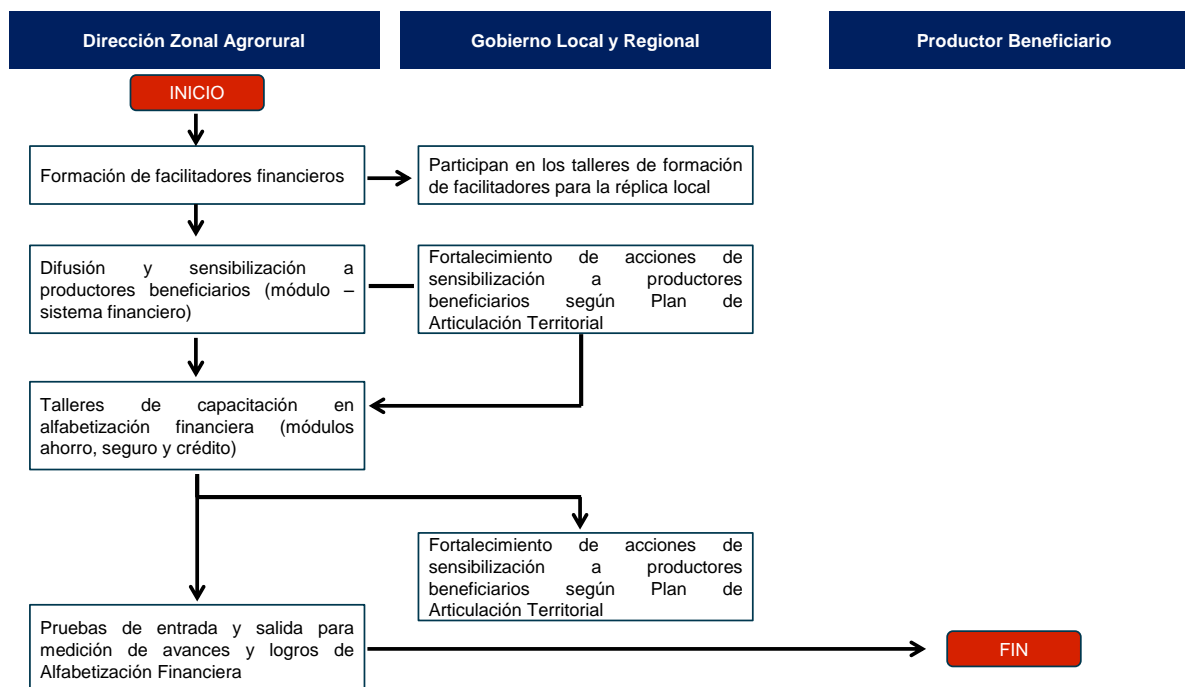 Dirección Zonal Agrorural
Gobierno Local y Regional
Productor Beneficiario
INICIO
Formación de facilitadores financieros
Participan en los talleres de formación
de facilitadores para la réplica local
Difusión y sensibilización a
productores beneficiarios (módulo –
sistema financiero)
Fortalecimiento de acciones de
sensibilización a productores
beneficiarios según Plan de
Articulación Territorial
Talleres de capacitación en
alfabetización financiera (módulos
ahorro, seguro y crédito)
Fortalecimiento de acciones de
sensibilización a productores
beneficiarios según Plan de
Articulación Territorial
Pruebas de entrada y salida para
medición de avances y logros de
Alfabetización Financiera
FIN